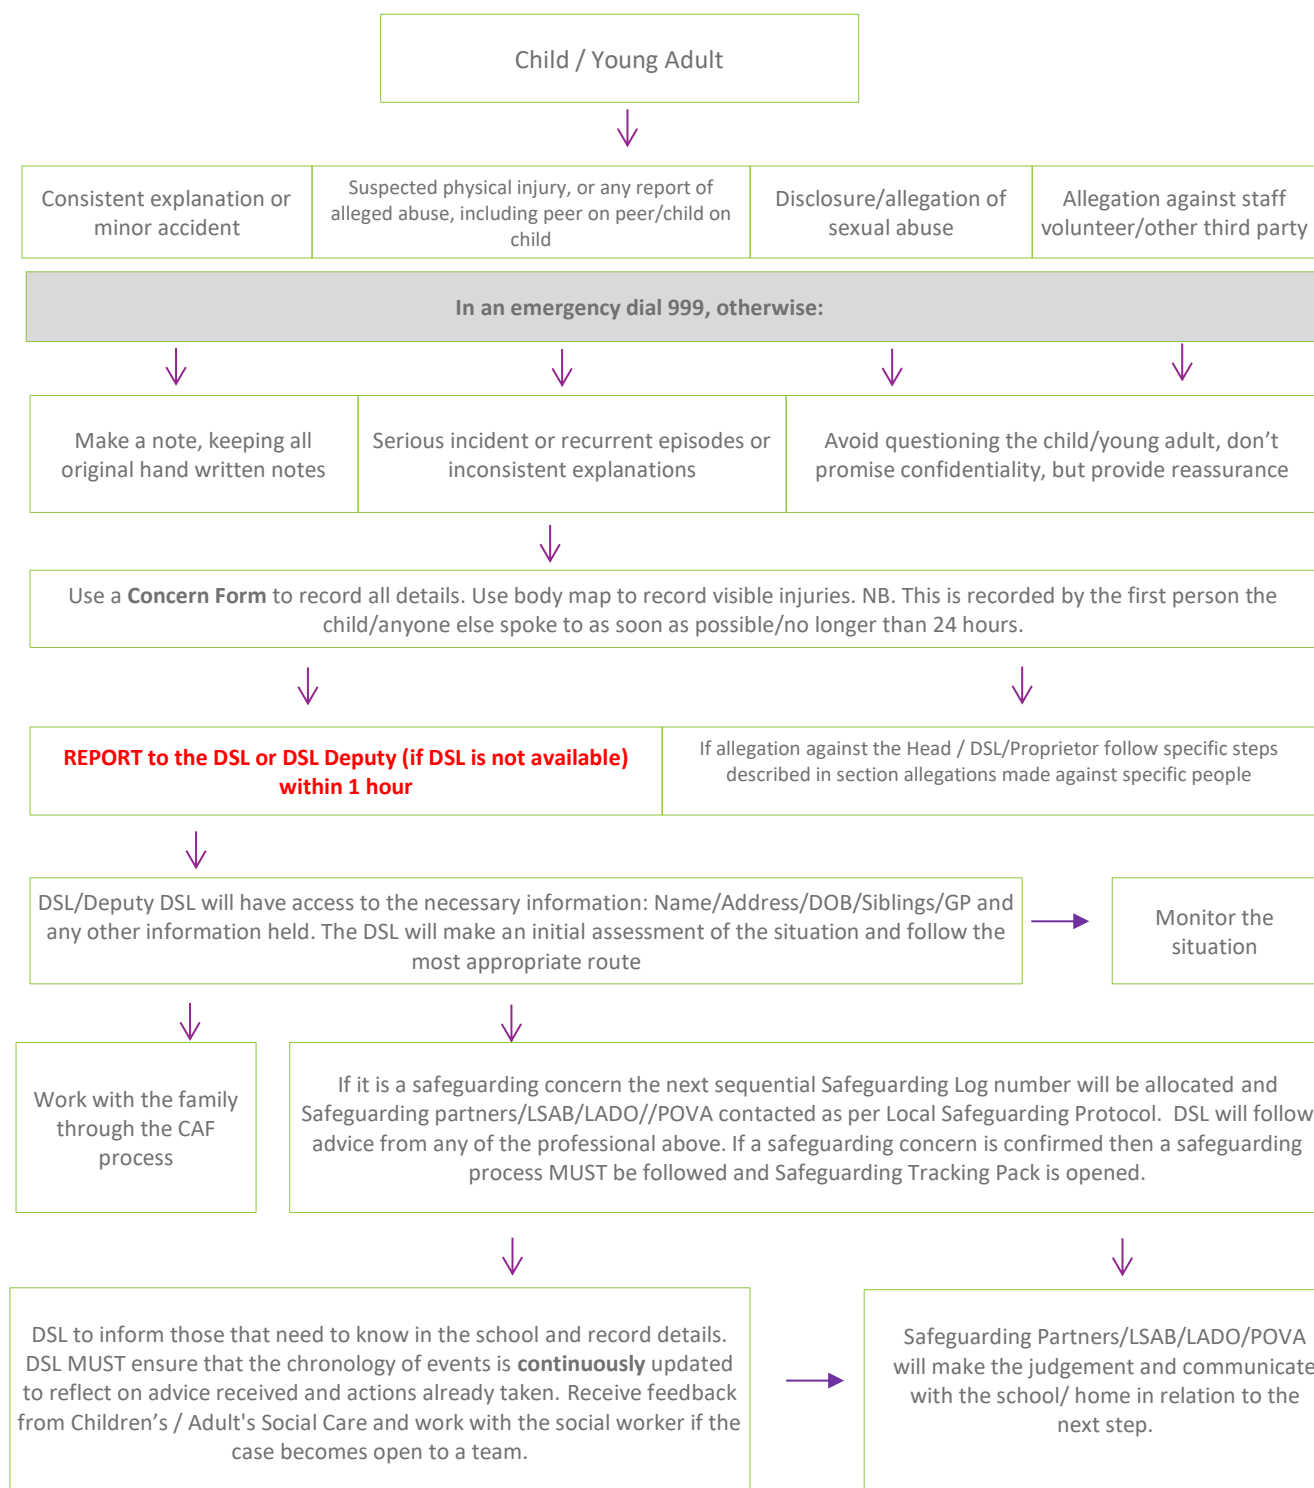 Child / Young Adult
Consistent explanation or
minor accident
Suspected physical injury, or any report of
alleged abuse, including peer on peer/child on
child
Disclosure/allegation of
sexual abuse
Allegation against staff
volunteer/other third party
In an emergency dial 999, otherwise:
Make a note, keeping all
original hand written notes
Serious incident or recurrent episodes or
inconsistent explanations
Avoid questioning the child/young adult, don’t
promise confidentiality, but provide reassurance
Use a Concern Form to record all details. Use body map to record visible injuries. NB. This is recorded by the first person the
child/anyone else spoke to as soon as possible/no longer than 24 hours.
REPORT to the DSL or DSL Deputy (if DSL is not available)
within 1 hour
If allegation against the Head / DSL/Proprietor follow specific steps
described in section allegations made against specific people
DSL/Deputy DSL will have access to the necessary information: Name/Address/DOB/Siblings/GP and
any other information held. The DSL will make an initial assessment of the situation and follow the
most appropriate route
Monitor the
situation
Work with the family
through the CAF
process
If it is a safeguarding concern the next sequential Safeguarding Log number will be allocated and
Safeguarding partners/LSAB/LADO//POVA contacted as per Local Safeguarding Protocol. DSL will follow
advice from any of the professional above. If a safeguarding concern is confirmed then a safeguarding
process MUST be followed and Safeguarding Tracking Pack is opened.
DSL to inform those that need to know in the school and record details.
DSL MUST ensure that the chronology of events is continuously updated
to reflect on advice received and actions already taken. Receive feedback
from Children’s / Adult's Social Care and work with the social worker if the
case becomes open to a team.
Safeguarding Partners/LSAB/LADO/POVA
will make the judgement and communicate
with the school/ home in relation to the
next step.